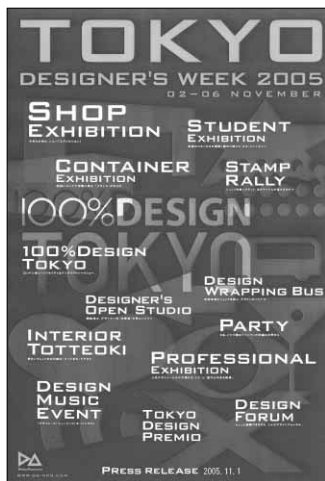 TOKYO
DESIGNER'S WEEK 2005
02-06 NOVEMBER
SHOP
EXHIBITION
STUDENT
EXHIBITION
CONTAINER
EXHIBITION
STAMP
RALLY
100% DESIGN
TOKYO
100%DESIGN
TOKYO
DESIGN
WRAPPING BUS
DESIGNER'S
OPEN STUDIO
PARTY
INTERIOR
TOTTEOKI
PROFESSIONAL
EXHIBITION
DESIGN
MUSIC
EVENT
TOKYO
DESIGN
PREMIO
DESIGN
FORUM
PRESS RELEASE 2005. 11. 1